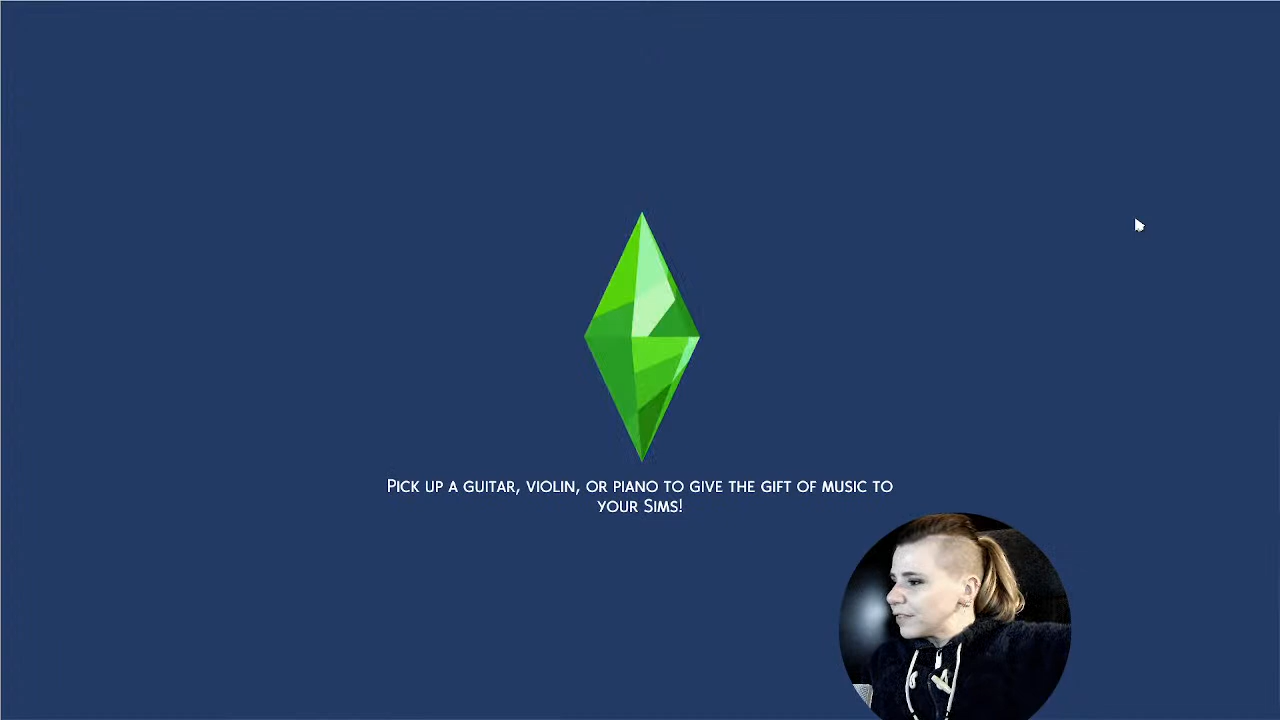 Pick up a guitar, violin, or piano to give the gift of music to
your Sims!